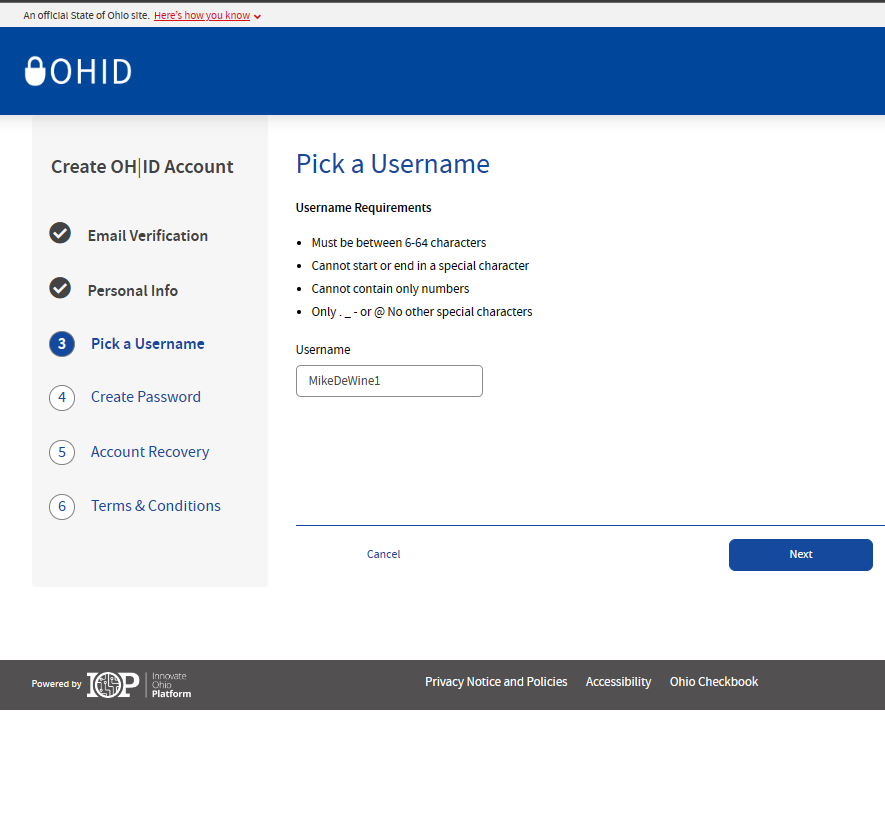 An official State of Ohio site. Here's how you know
OHID
Create OH|ID Account
Email Verification
Personal Info
3 Pick a Username
4 Create Password
5 Account Recovery
6 Terms & Conditions
Pick a Username
Username Requirements
• Must be between 6-64 characters
• Cannot start or end in a special character
• Cannot contain only numbers
• Only . _ - or @ No other special characters
Username
MikeDeWine1
Cancel
Next
Powered by
IOP
Innovate
Ohio
Platform
Privacy Notice and Policies Accessibility Ohio Checkbook